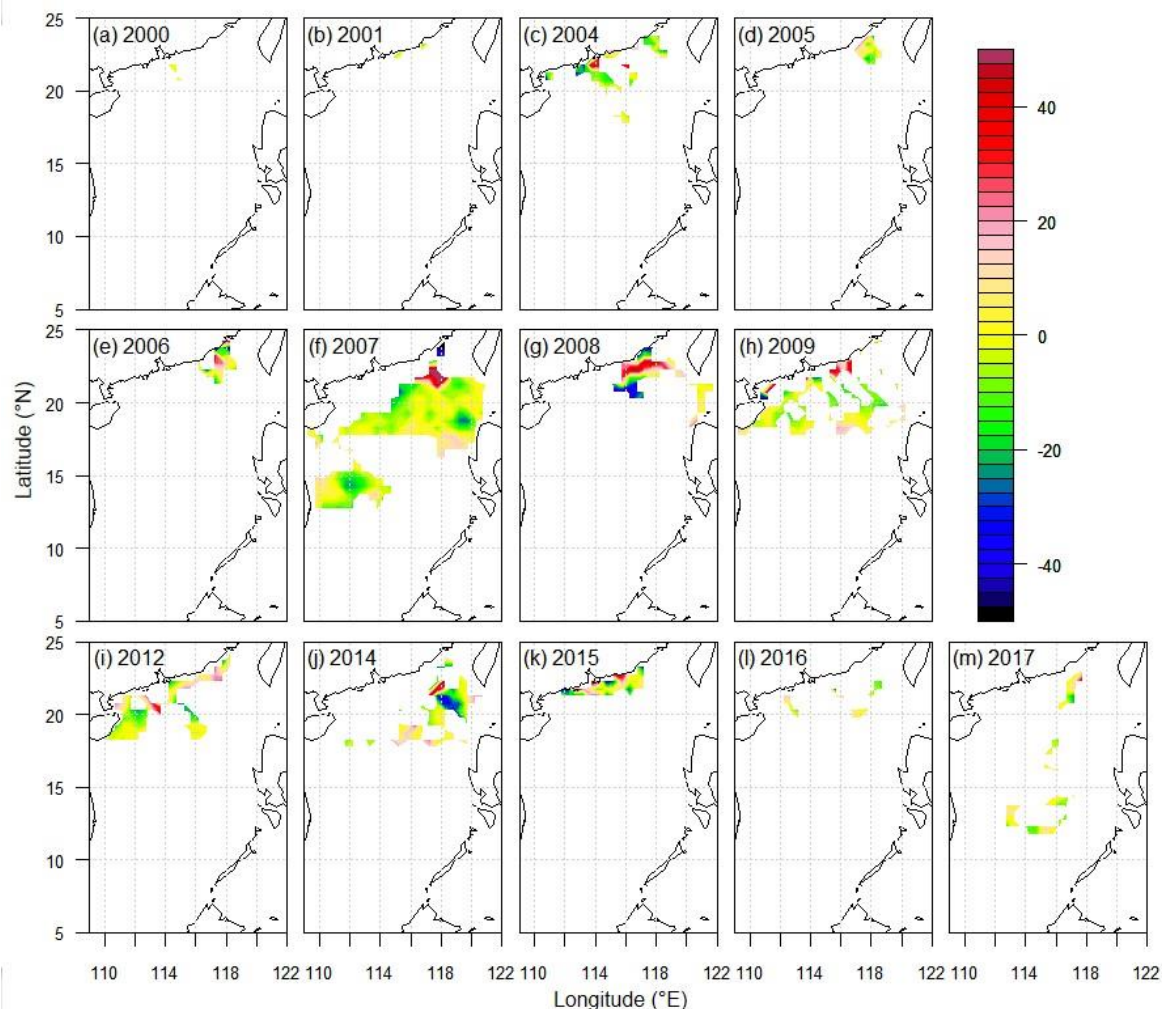 (a) 2000
(b) 2001
(c) 2004
(d) 2005
25
20
15
10
5
(e) 2006
(f) 2007
(g) 2008
(h) 2009
25
20
15
10
5
(i) 2012
(j) 2014
(k) 2015
(l) 2016
(m) 2017
25
20
15
10
5
110 114 118 122
110 114 118 122
110 114 118 122
110 114 118 122
110 114 118 122
Latitude (°N)
Longitude (°E)
40
20
0
-20
-40